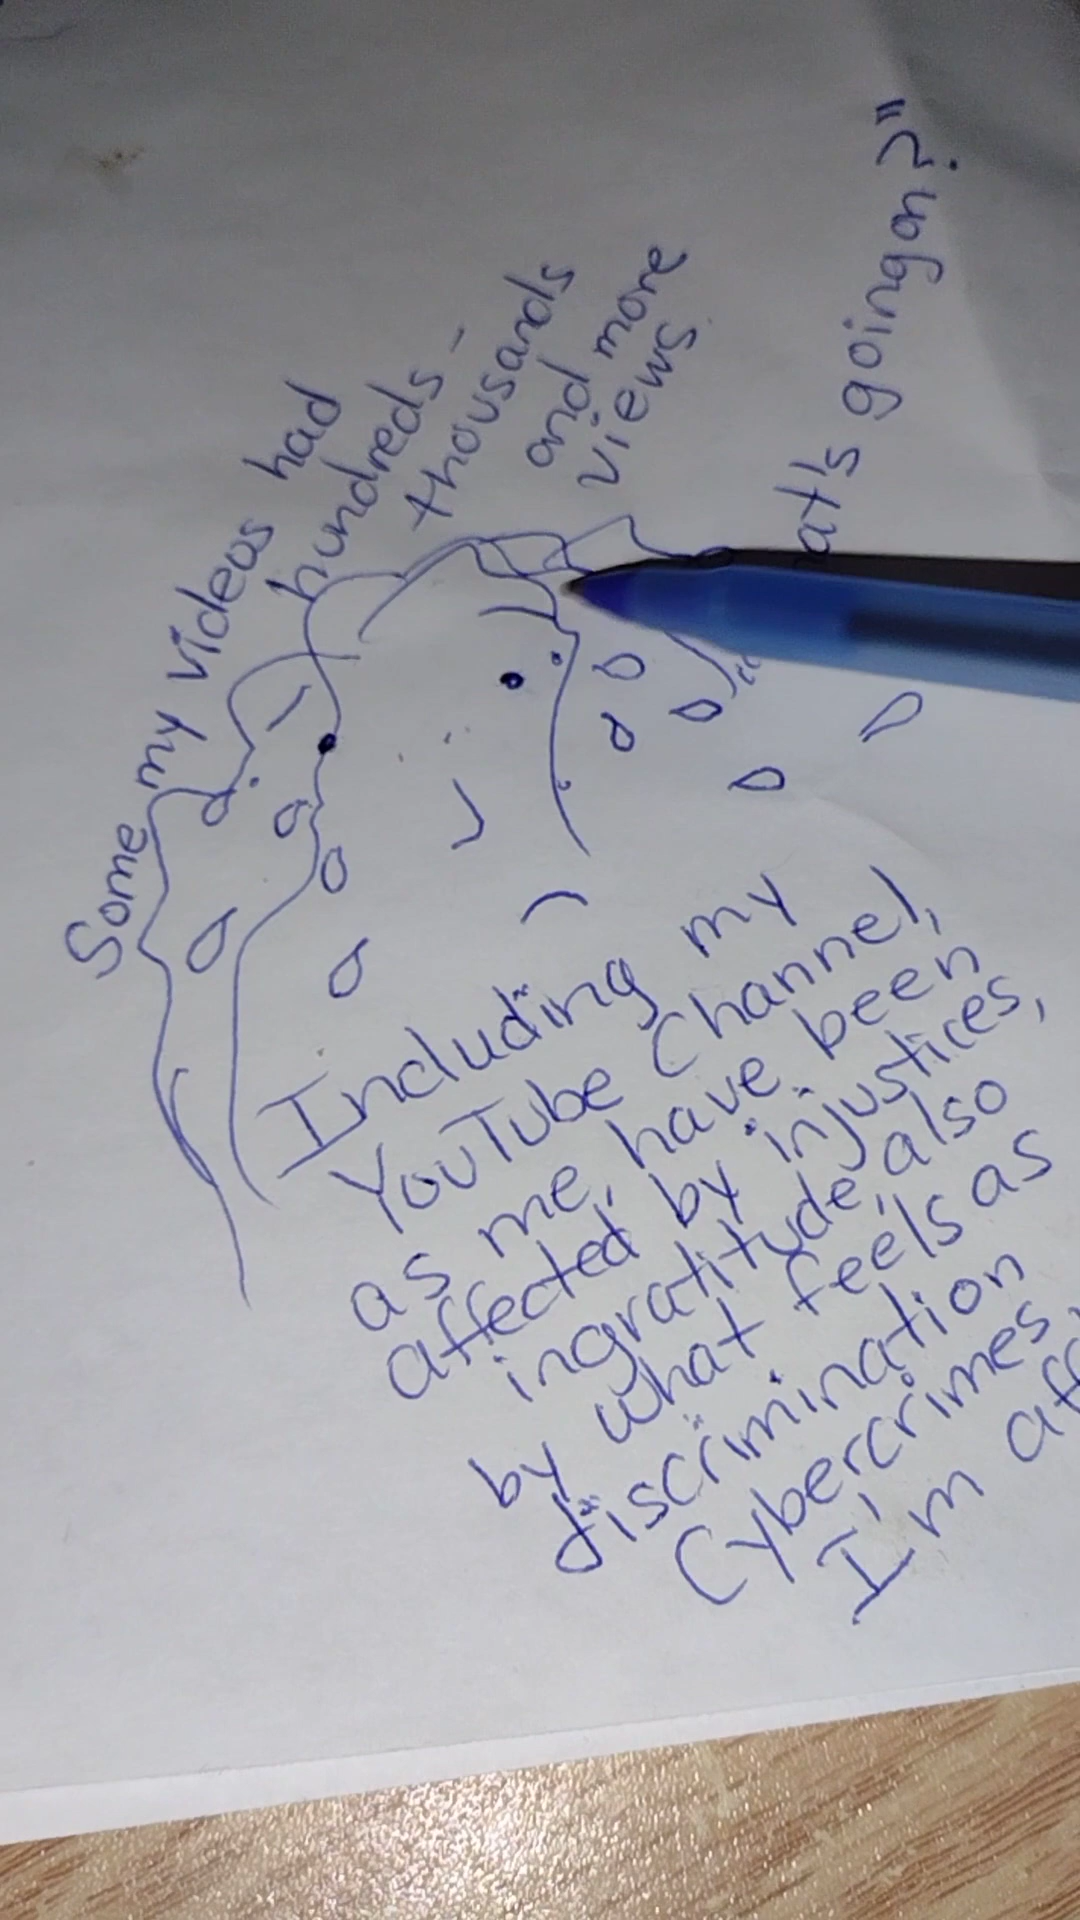 Some my videos had
hundreds -
thousands
and more
views.
going on?"
Including my
YouTube Channel,
as me, have been
affected by injustices,
ingratitude, also
by what feels as
discrimination
Cybercrimes,
I'm